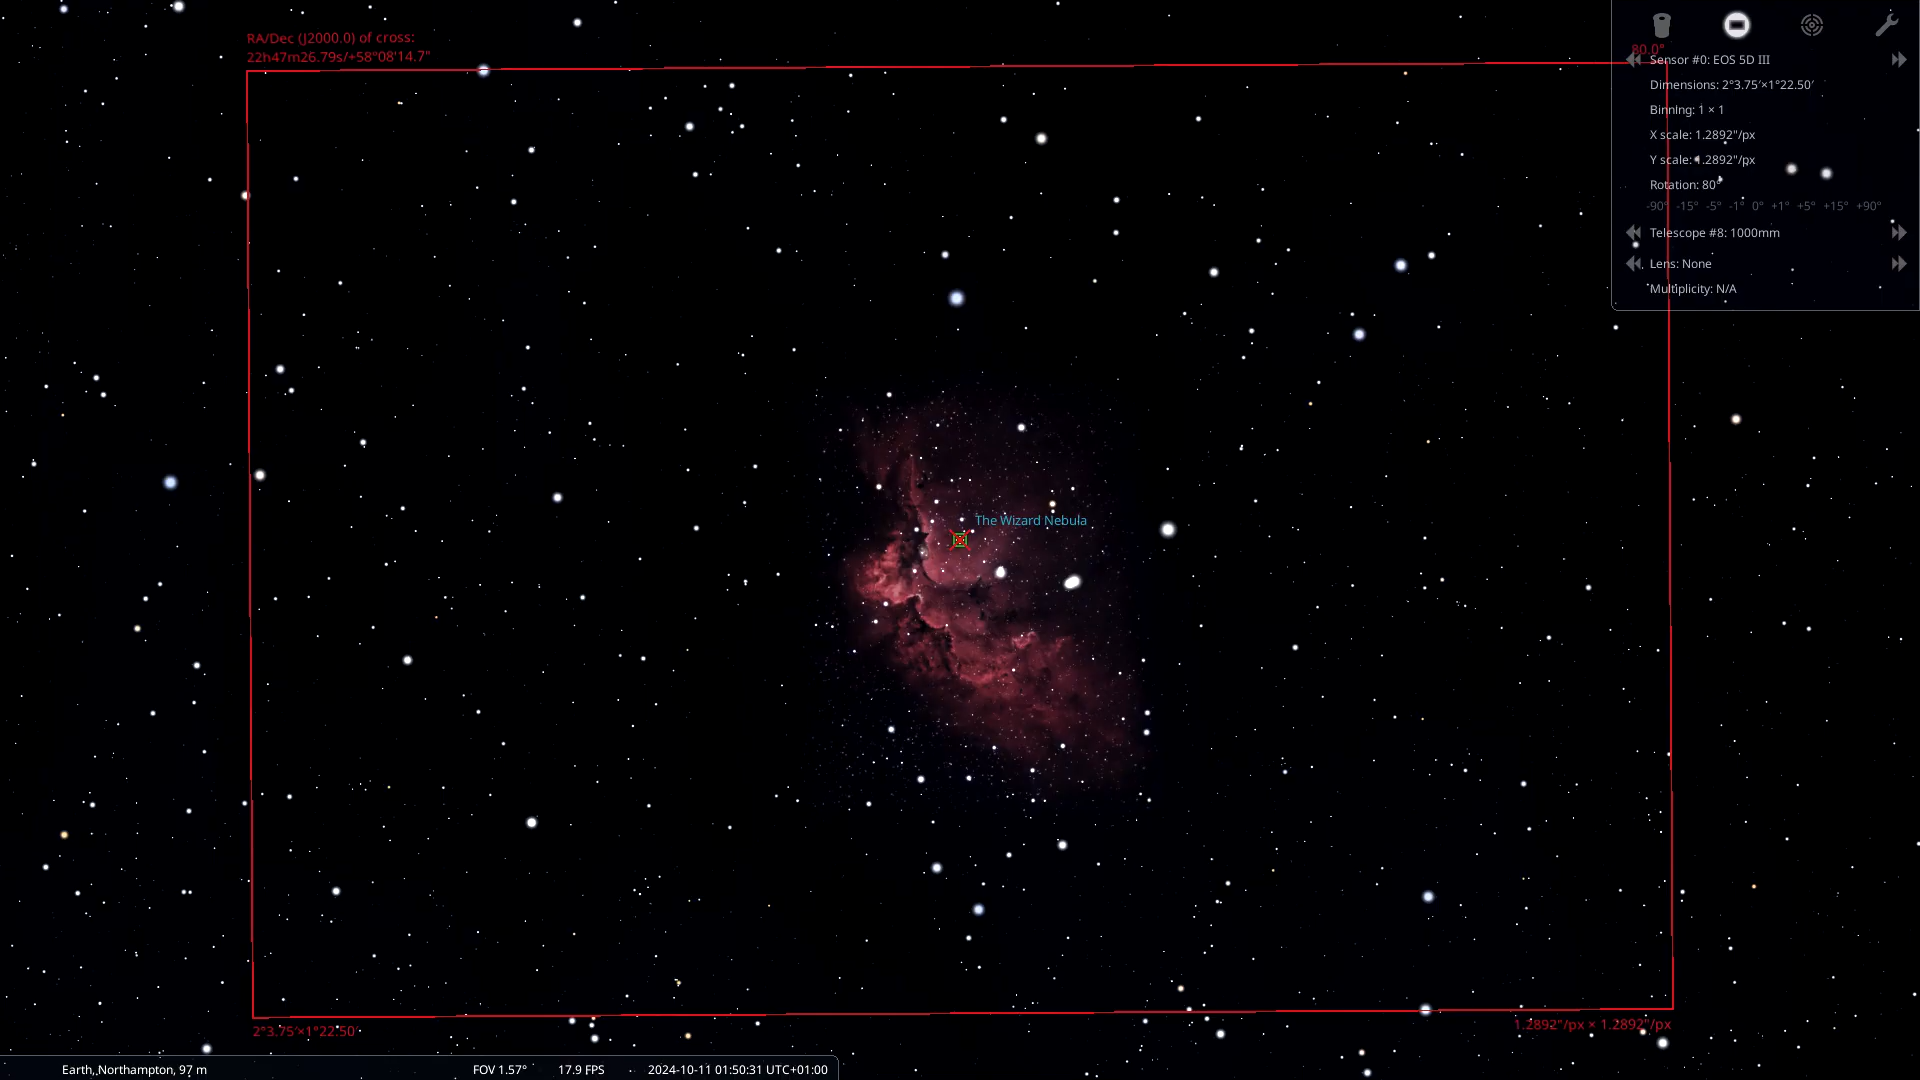 RA/Dec (J2000.0) of cross:
22h47m26.79s/+58°08'14.7"
80.0°
Sensor #0: EOS 5D III
Dimensions: 2°3.75'×1°22.50'
Binning: 1 × 1
X scale: 1.2892"/px
Y scale: 1.2892"/px
Rotation: 80°
-90° -15° -5° -1° 0° +1° +5° +15° +90°
Telescope #8: 1000mm
Lens: None
Multiplicity: N/A
The Wizard Nebula
2°3.75'×1°22.50'
1.2892"/px × 1.2892"/px
Earth, Northampton, 97 m
FOV 1.57°
17.9 FPS
2024-10-11 01:50:31 UTC+01:00